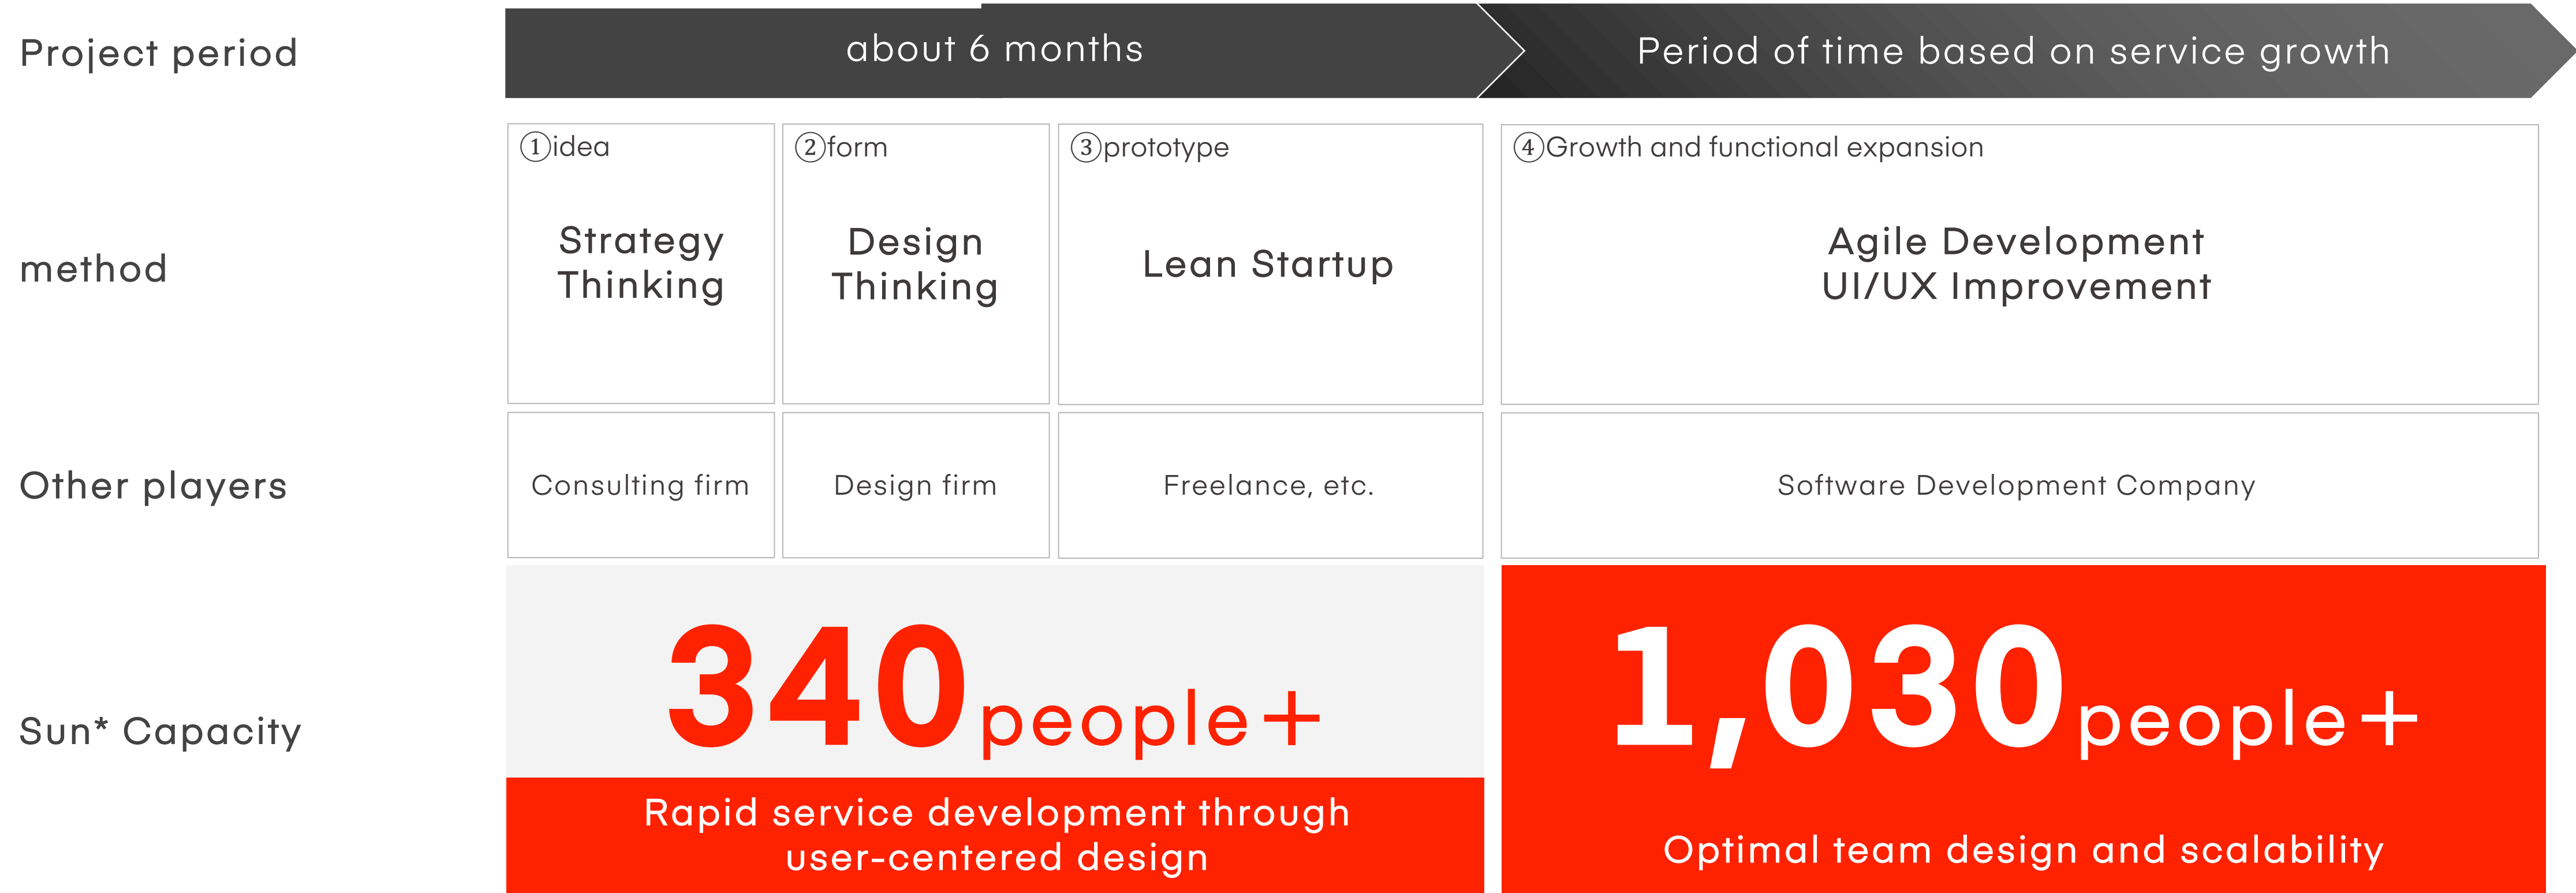 Project period
about 6 months
Period of time based on service growth
method
①idea
Strategy
Thinking
②form
Design
Thinking
③prototype
Lean Startup
④Growth and functional expansion
Agile Development
UI/UX Improvement
Other players
Consulting firm
Design firm
Freelance, etc.
Software Development Company
Sun* Capacity
340people+
Rapid service development through
user-centered design
1,030people+
Optimal team design and scalability